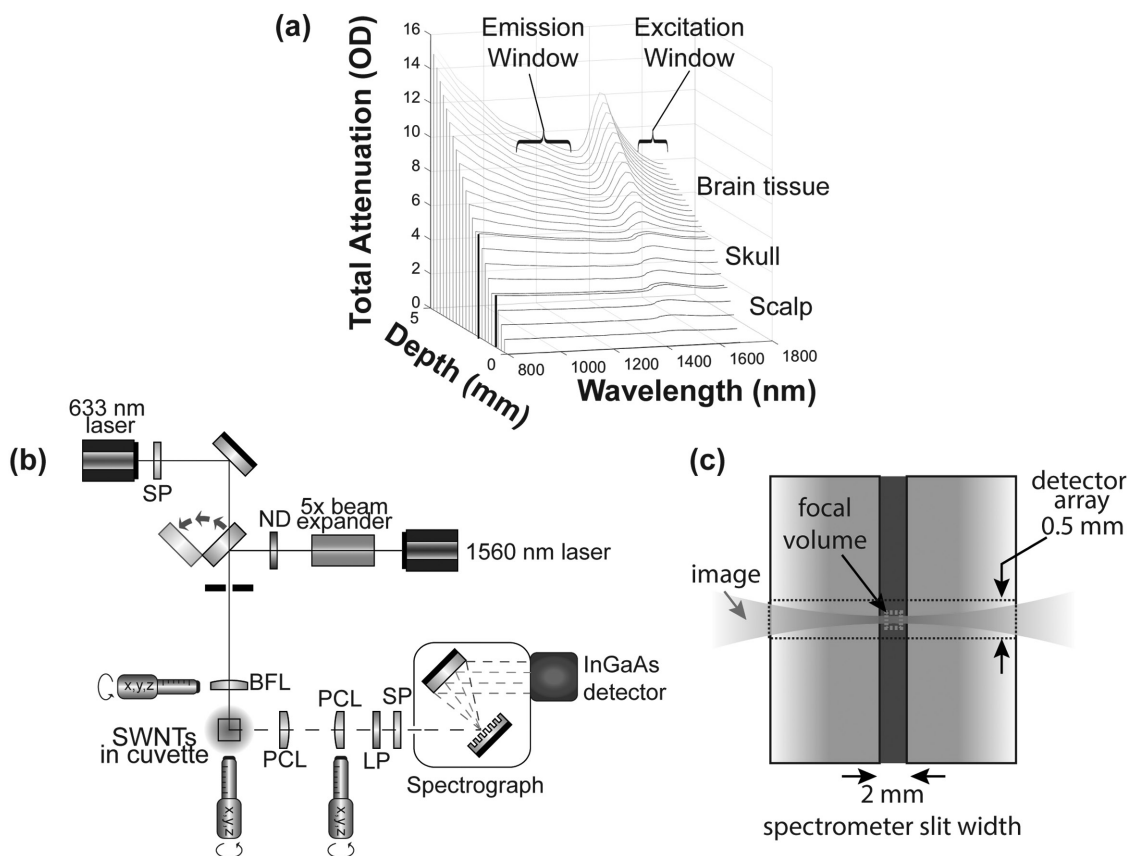 (a)
Emission
Window
Excitation
Window
Total Attenuation (OD)
16
14
12
10
8
6
4
2
0
Brain tissue
Skull
Scalp
5
0
Depth (mm)
800
1000
1200
1400
1600
1800
Wavelength (nm)
(b)
633 nm
laser
SP
ND
5x beam
expander
1560 nm laser
x,y,z
BFL
SWNTs
in cuvette
PCL
PCL
LP
SP
InGaAs
detector
Spectrograph
x,y,z
x,y,z
(c)
focal
volume
detector
array
0.5 mm
image
2 mm
spectrometer slit width